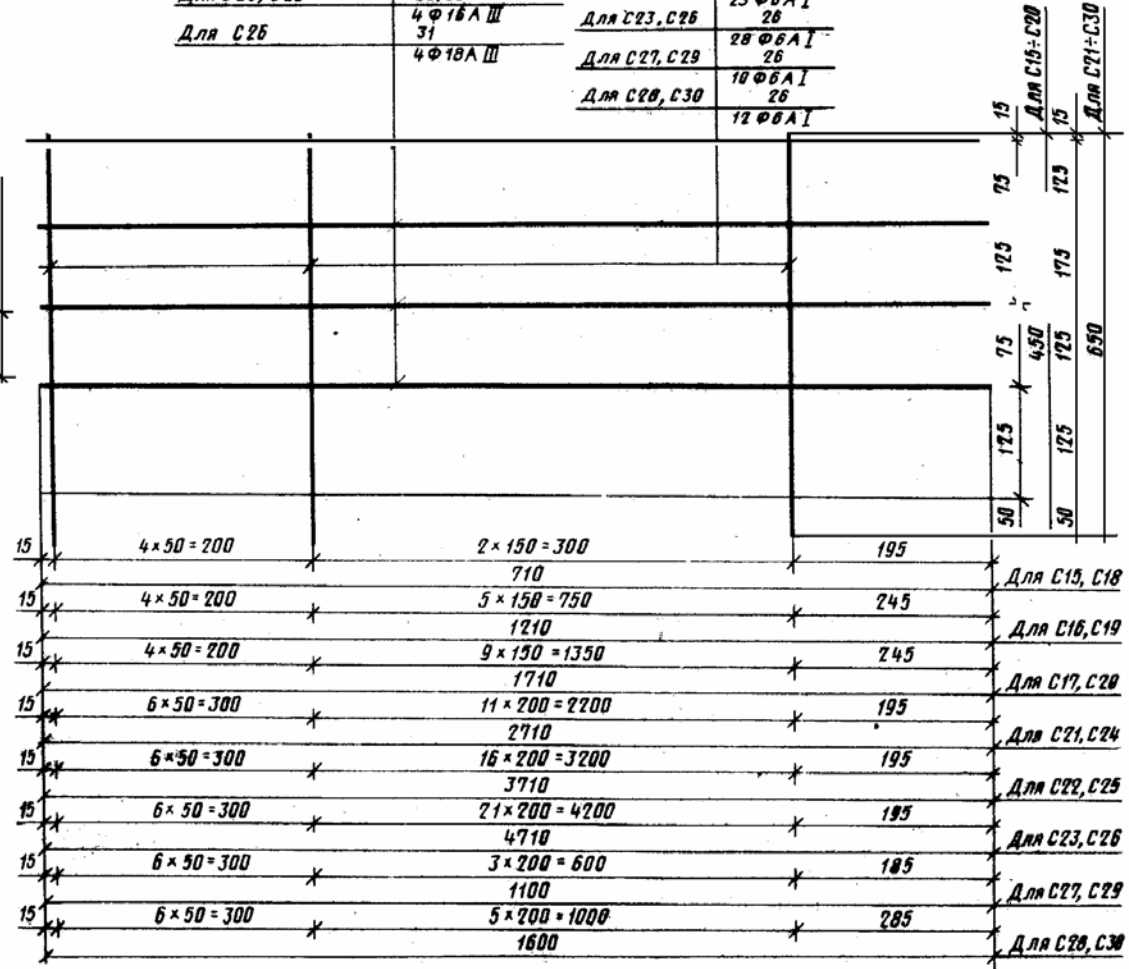 4Ф16АIII
Для С26 31
4Ф18АIII
Для С23, С26 26
28Ф6АI
Для С27, С29 26
10Ф6АI
Для С28, С30 26
12Ф6АI
Для С15÷С20
Для С21÷С30
15 15
75 125
125 175
75 450 125 650
125 125
50 50
15 4×50=200 2×150=300 195
710 Для С15, С18
15 4×50=200 5×150=750 245
1210 Для С16, С19
15 4×50=200 9×150=1350 245
1710 Для С17, С20
15 6×50=300 11×200=2200 195
2710 Для С21, С24
15 6×50=300 16×200=3200 195
3710 Для С22, С25
15 6×50=300 21×200=4200 195
4710 Для С23, С26
15 6×50=300 3×200=600 185
1100 Для С27, С29
15 6×50=300 5×200=1000 285
1600 Для С28, С30